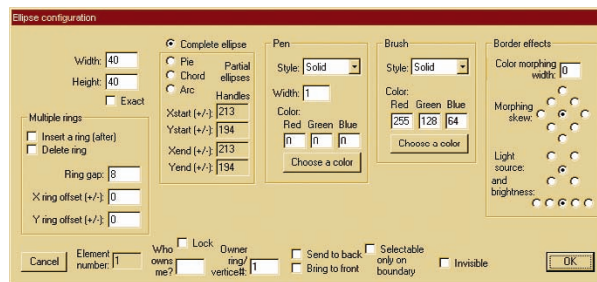 Ellipse configuration
Width: 40
Height: 40
Exact
Multiple rings
Insert a ring (after)
Delete ring
Ring gap: 8
X ring offset (+/-): 0
Y ring offset (+/-): 0
Complete ellipse
Pie
Chord
Arc
Partial
ellipses
Handles
Xstart (+/-): 213
Ystart (+/-): 194
Xend (+/-): 213
Yend (+/-): 194
Pen
Style: Solid
Width: 1
Color:
Red Green Blue
0 0 0
Choose a color
Brush
Style: Solid
Color:
Red Green Blue
255 128 64
Choose a color
Border effects
Color morphing
width: 0
Morphing
skew:
Light
source:
and
brightness:
Cancel
Element
number: 1
Who
owns
me?
Lock
Owner
ring/
vertice#: 1
Send to back
Bring to front
Selectable
only on
boundary
Invisible
OK